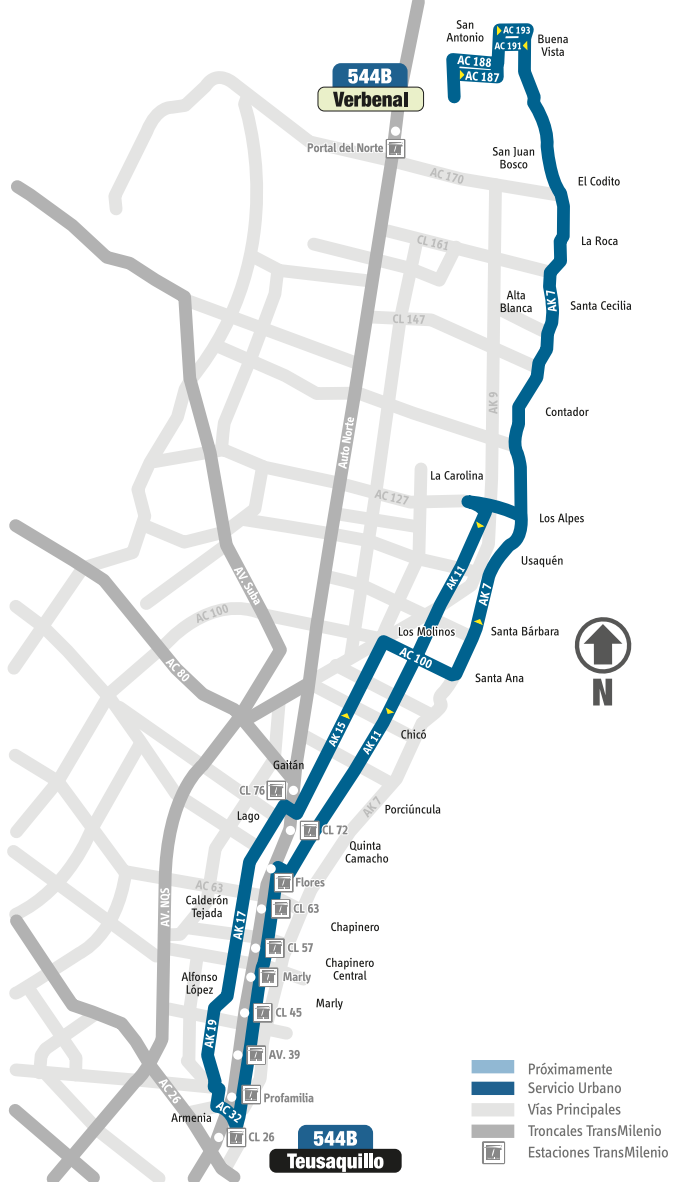 San
Antonio
AC 193
AC 191
Buena
Vista
AC 188
AC 187
544B
Verbenal
Portal del Norte
San Juan
Bosco
AC 170
El Codito
CL 161
La Roca
Alta
Blanca
AK 7
Santa Cecilia
CL 147
AK 9
Contador
Auto Norte
La Carolina
AC 127
Los Alpes
Usaquén
AK 11
AK 7
AV. Suba
AC 100
Los Molinos
Santa Bárbara
AC 100
AC 80
Santa Ana
N
AK 15
AK 11
Chicó
Gaitán
CL 76
AK 7
Porciúncula
Lago
CL 72
Quinta
Camacho
AC 63
Flores
Calderón
Tejada
AV. NQS
AK 17
CL 63
Chapinero
CL 57
Chapinero
Central
Alfonso
López
Marly
Marly
CL 45
AK 19
AV. 39
AC 26
Profamilia
Armenia
AC 32
CL 26
544B
Teusaquillo
Próximamente
Servicio Urbano
Vías Principales
Troncales TransMilenio
Estaciones TransMilenio